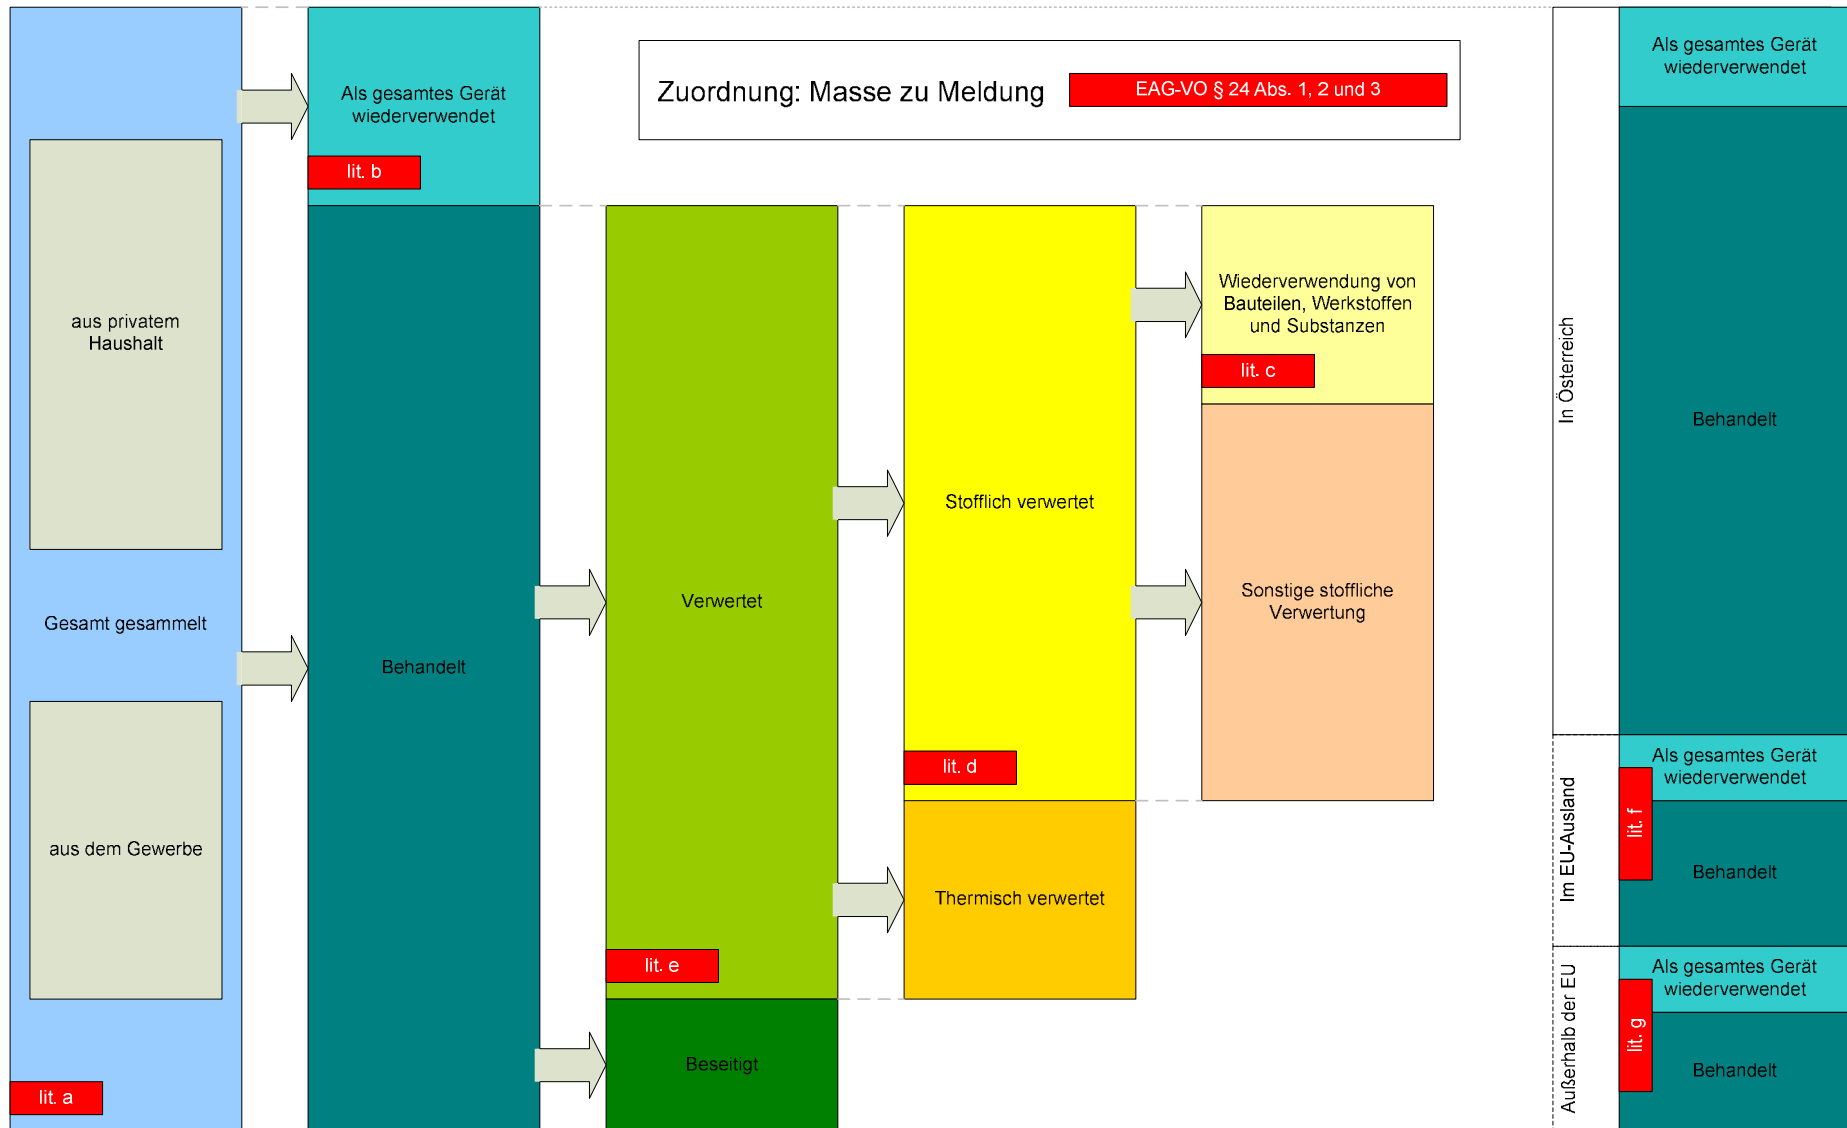 Zuordnung: Masse zu Meldung
EAG-VO § 24 Abs. 1, 2 und 3
aus privatem
Haushalt
Gesamt gesammelt
aus dem Gewerbe
lit. a
Als gesamtes Gerät
wiederverwendet
lit. b
Behandelt
Verwertet
lit. e
Beseitigt
Stofflich verwertet
lit. d
Thermisch verwertet
Wiederverwendung von
Bauteilen, Werkstoffen
und Substanzen
lit. c
Sonstige stoffliche
Verwertung
In Österreich
Als gesamtes Gerät
wiederverwendet
Behandelt
Im EU-Ausland
Als gesamtes Gerät
wiederverwendet
lit. f
Behandelt
Außerhalb der EU
Als gesamtes Gerät
wiederverwendet
lit. g
Behandelt